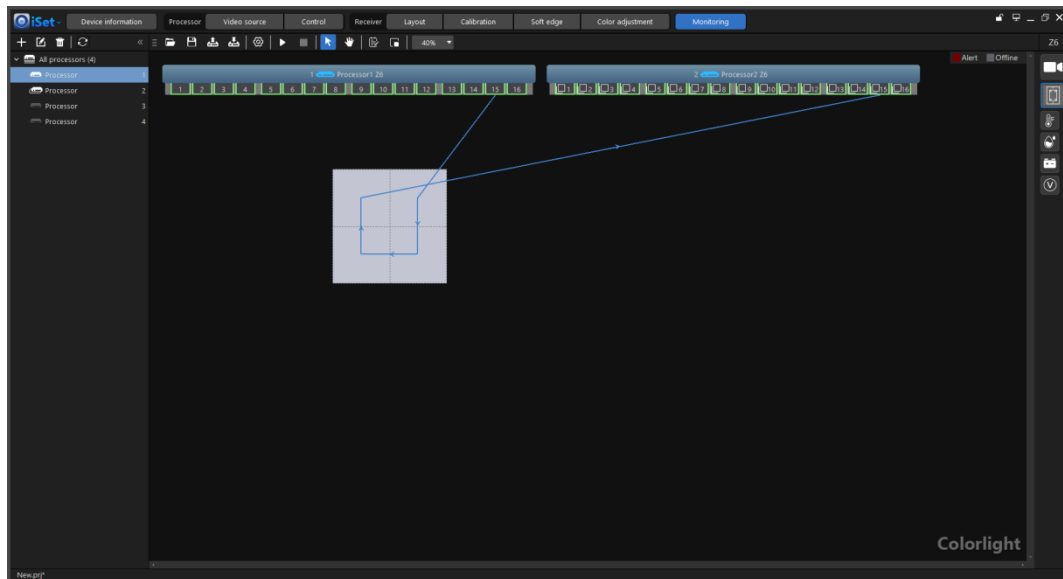 iSet Device information Processor Video source Control Receiver Layout Calibration Soft edge Color adjustment Monitoring
40% Z6
All processors (4) Alert Offline
Processor 1
Processor 2
Processor 3
Processor 4
1 Processor1 Z6 2 Processor2 Z6
1 2 3 4 5 6 7 8 9 10 11 12 13 14 15 16 1 2 3 4 5 6 7 8 9 10 11 12 13 14 15 16
Colorlight
New.prj*